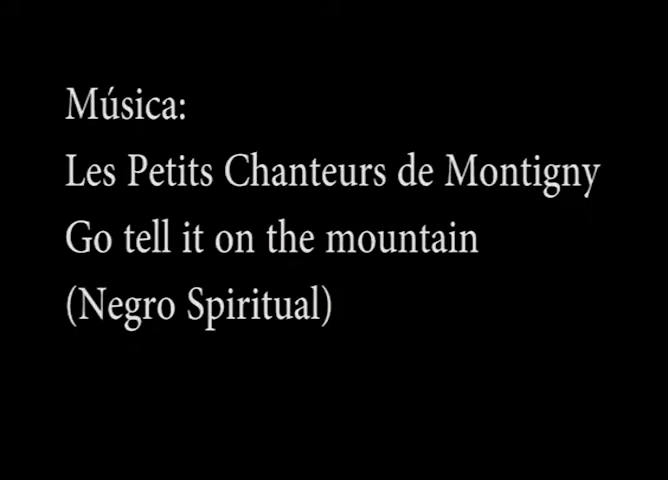 Música:
Les Petits Chanteurs de Montigny
Go tell it on the mountain
(Negro Spiritual)